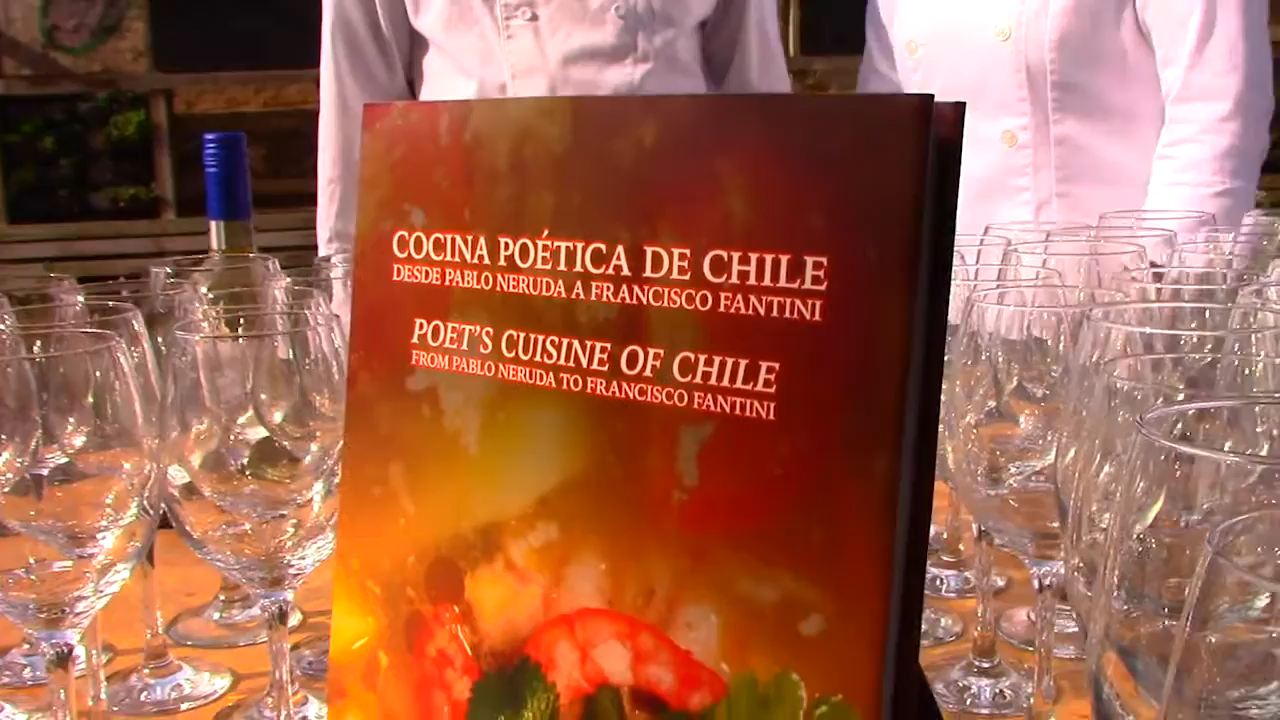 COCINA POÉTICA DE CHILE
DESDE PABLO NERUDA A FRANCISCO FANTINI
POET'S CUISINE OF CHILE
FROM PABLO NERUDA TO FRANCISCO FANTINI